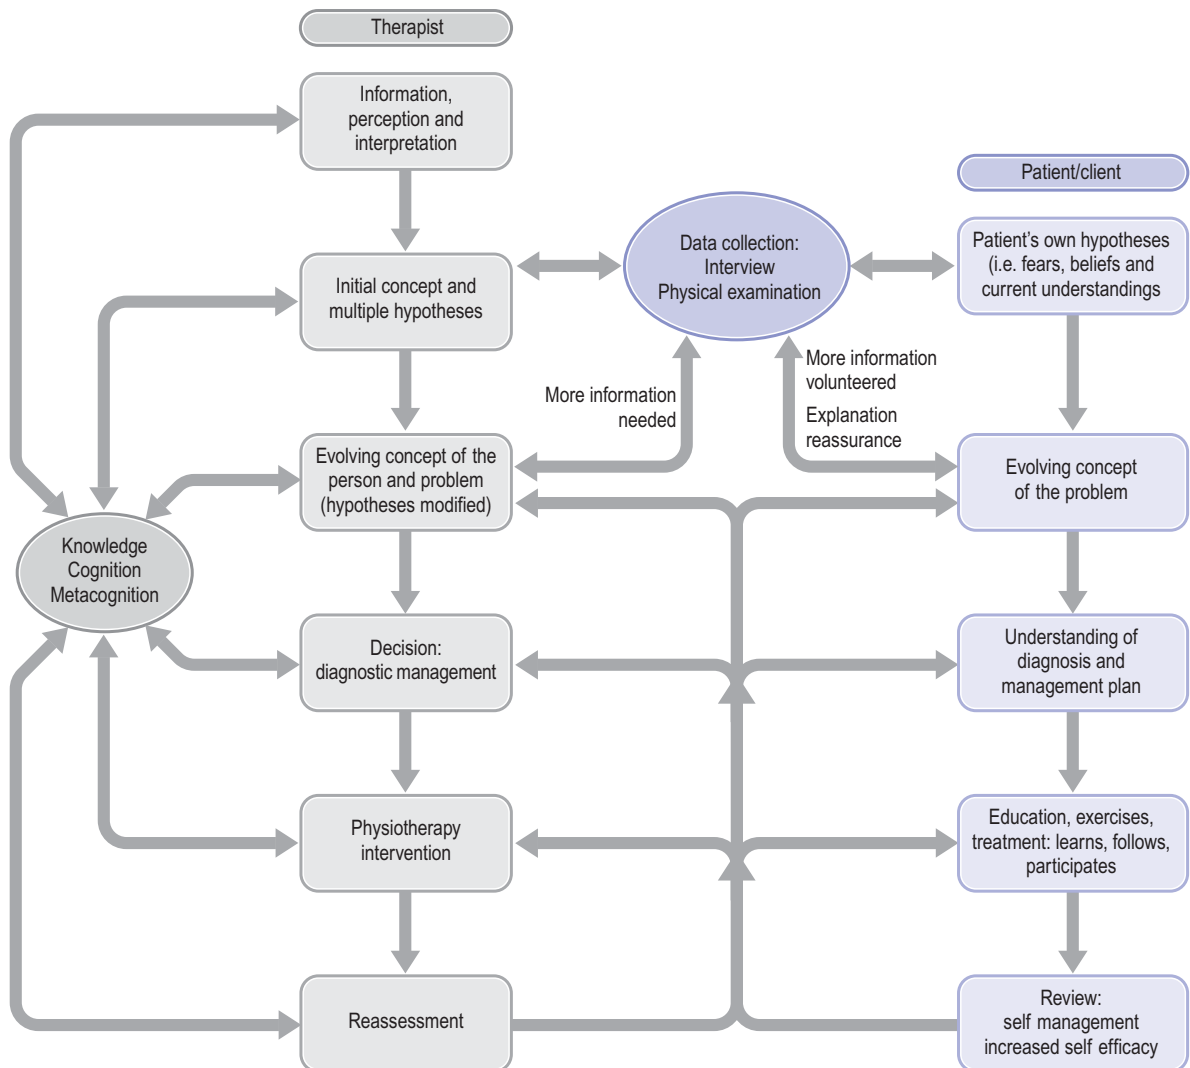 Therapist
Information,
perception and
interpretation
Patient/client
Data collection:
Interview
Physical examination
Patient's own hypotheses
(i.e. fears, beliefs and
current understandings
Initial concept and
multiple hypotheses
More information
needed
More information
volunteered
Explanation
reassurance
Evolving concept of the
person and problem
(hypotheses modified)
Evolving concept
of the problem
Knowledge
Cognition
Metacognition
Decision:
diagnostic management
Understanding of
diagnosis and
management plan
Physiotherapy
intervention
Education, exercises,
treatment: learns, follows,
participates
Reassessment
Review:
self management
increased self efficacy